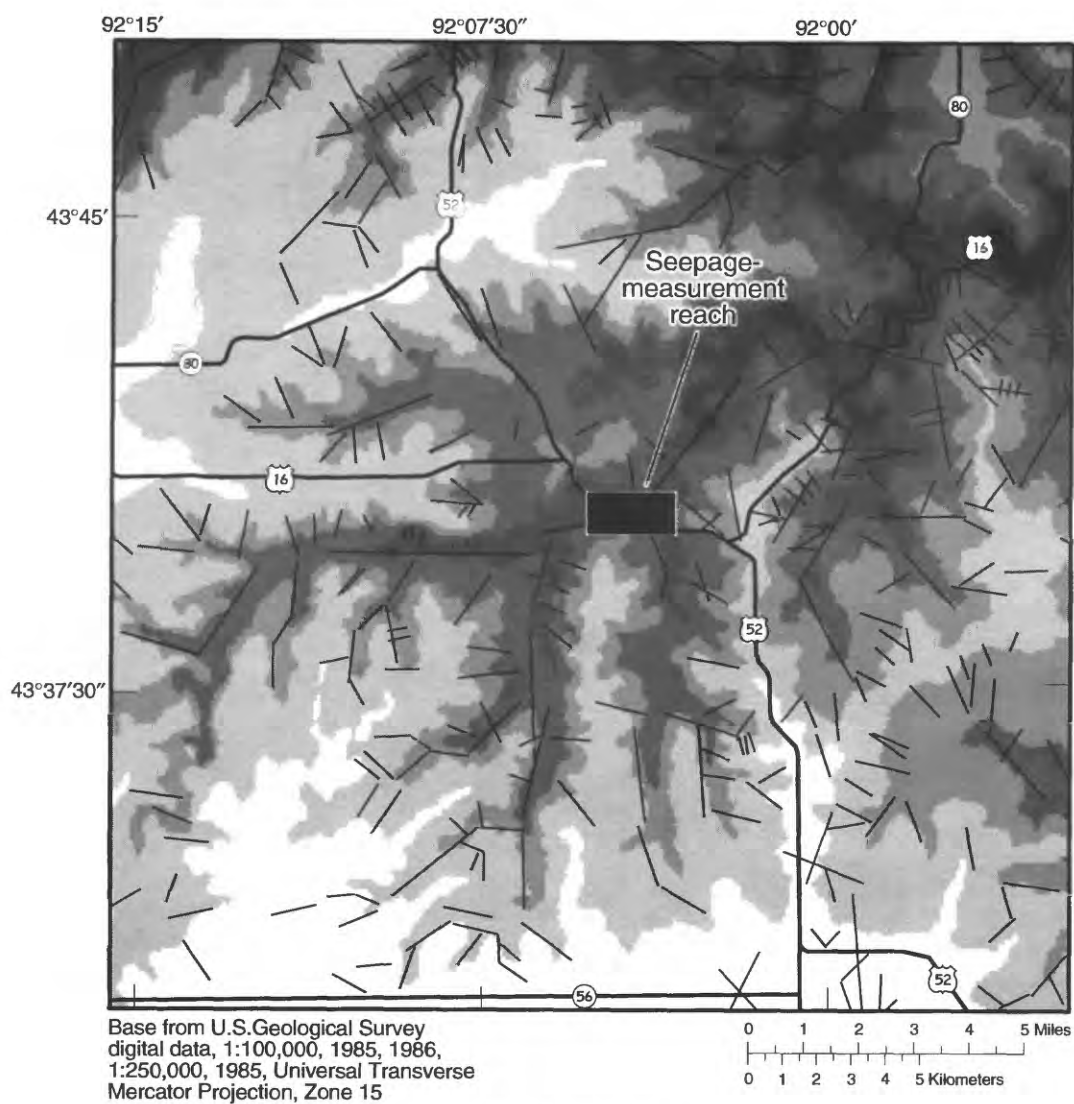 92°15′
92°07′30″
92°00′
80
43°45′
52
16
Seepage-
measurement
reach
80
16
52
43°37′30″
52
56
Base from U.S.Geological Survey
digital data, 1:100,000, 1985, 1986,
1:250,000, 1985, Universal Transverse
Mercator Projection, Zone 15
0 1 2 3 4 5 Miles
0 1 2 3 4 5 Kilometers